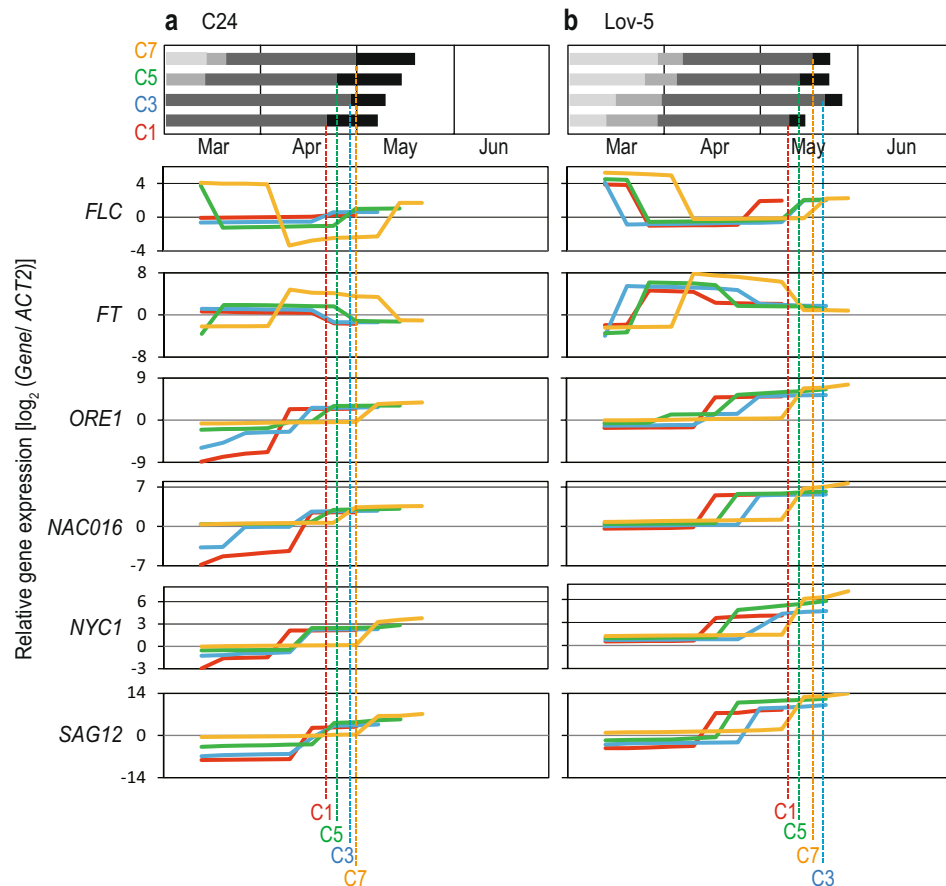 a C24
b Lov-5
C7
C5
C3
C1
Mar Apr May Jun
Mar Apr May Jun
Relative gene expression [log2 (Gene/ ACT2)]
FLC
4
0
-4
FT
8
0
-8
ORE1
9
0
-9
NAC016
7
0
-7
NYC1
6
3
0
-3
SAG12
14
0
-14
C1
C5
C3
C7
C1
C5
C7
C3